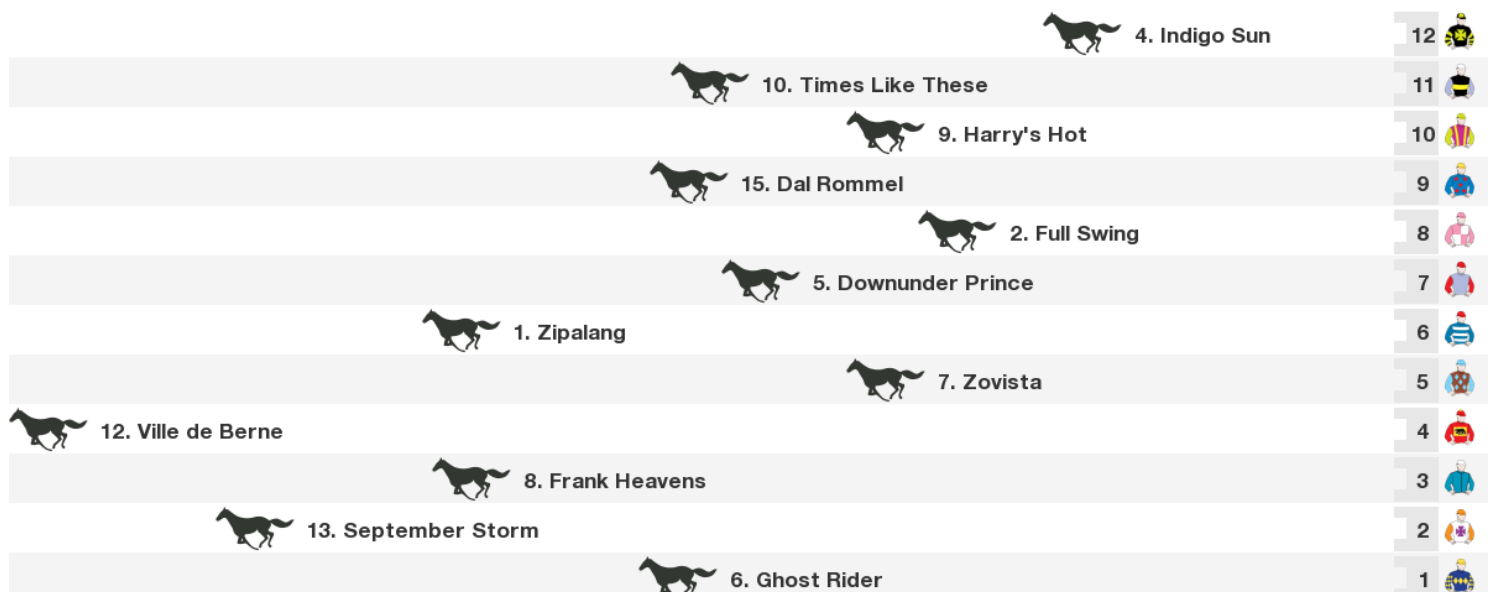 4. Indigo Sun 12
10. Times Like These 11
9. Harry's Hot 10
15. Dal Rommel 9
2. Full Swing 8
5. Downunder Prince 7
1. Zipalang 6
7. Zovista 5
12. Ville de Berne 4
8. Frank Heavens 3
13. September Storm 2
6. Ghost Rider 1